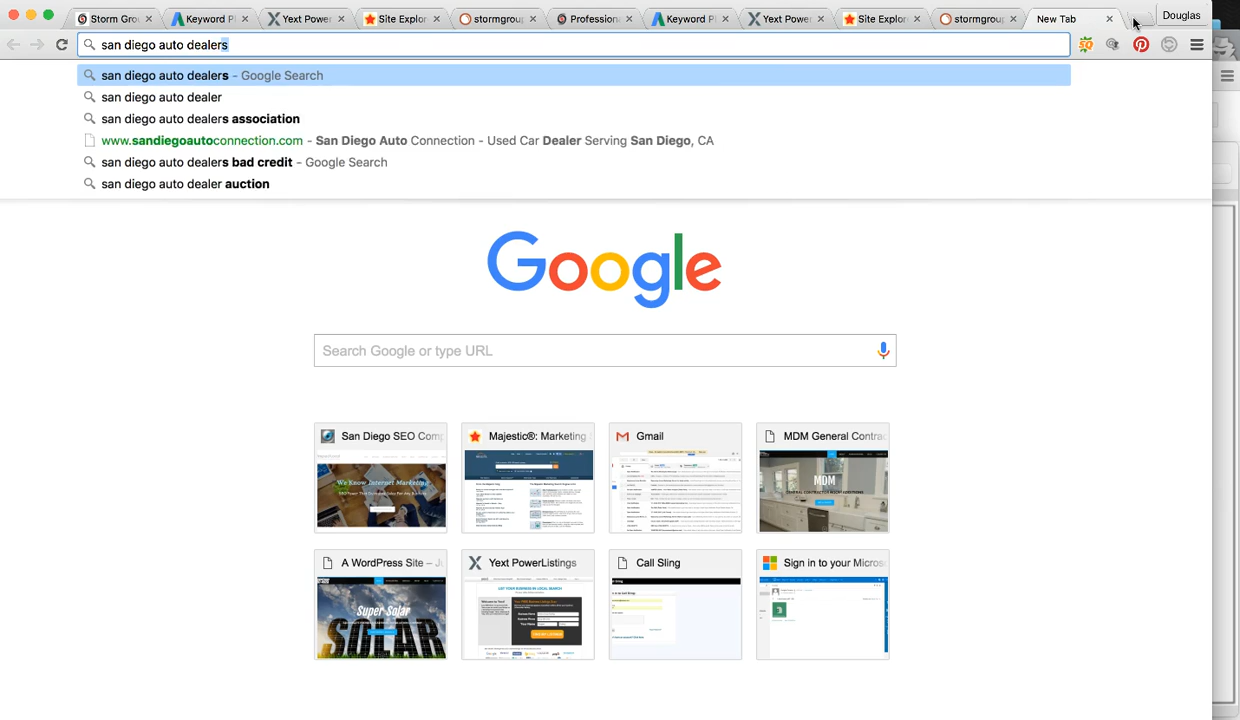 Storm Gro
Keyword P
Yext Power
Site Explor
stormgroup
Professiona
Keyword P
Yext Power
Site Explor
stormgroup
New Tab
Douglas
san diego auto dealers
san diego auto dealers – Google Search
san diego auto dealer
san diego auto dealers association
www.sandiegoautoconnection.com - San Diego Auto Connection - Used Car Dealer Serving San Diego, CA
san diego auto dealers bad credit – Google Search
san diego auto dealer auction
Google
Search Google or type URL
San Diego SEO Comp
Majestic®: Marketing
Gmail
MDM General Contrac
We Know Internet Marketing
MDM
A WordPress Site – Ju
Yext PowerListings
Call Sling
Sign in to your Micros
Super Solar
SOLAR